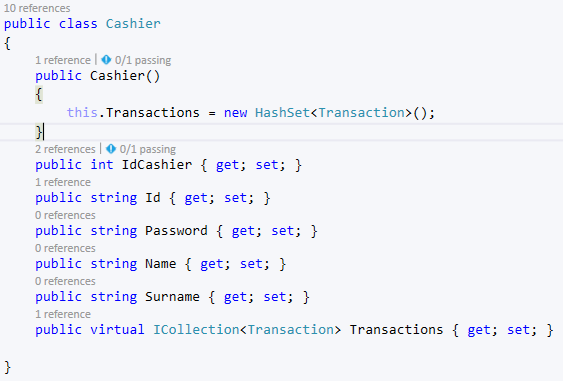 10 references
public class Cashier
{
1 reference | 0/1 passing
public Cashier()
{
this.Transactions = new HashSet<Transaction>();
}
2 references | 0/1 passing
public int IdCashier { get; set; }
1 reference
public string Id { get; set; }
0 references
public string Password { get; set; }
0 references
public string Name { get; set; }
0 references
public string Surname { get; set; }
1 reference
public virtual ICollection<Transaction> Transactions { get; set; }
}